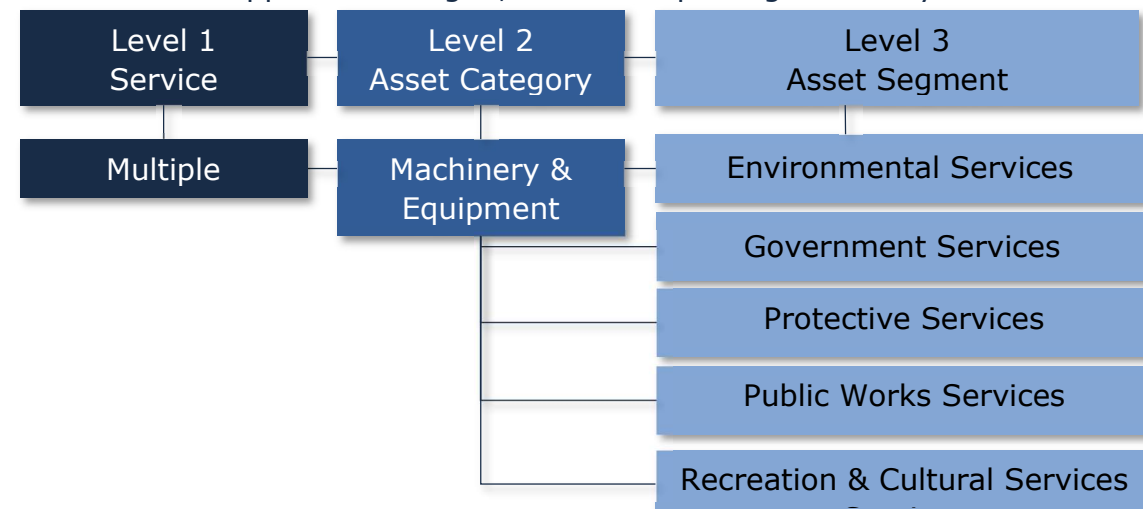 Level 1
Service
Level 2
Asset Category
Level 3
Asset Segment
Multiple
Machinery &
Equipment
Environmental Services
Government Services
Protective Services
Public Works Services
Recreation & Cultural Services